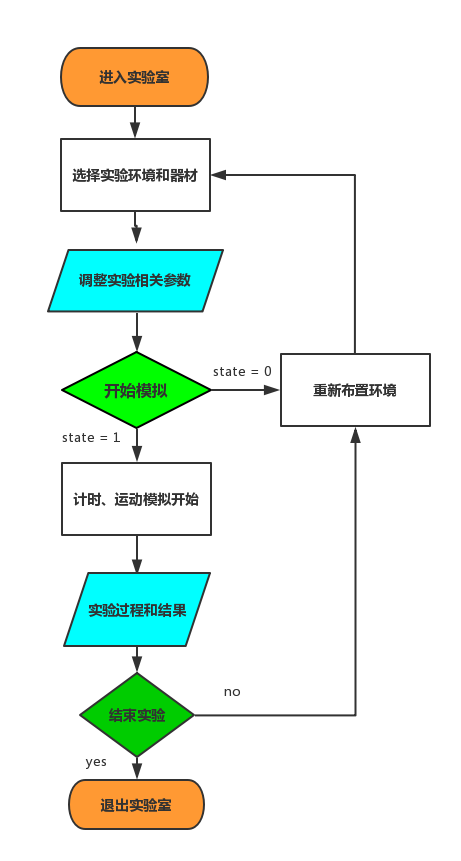 进入实验室
选择实验环境和器材
调整实验相关参数
开始模拟
state = 0
重新布置环境
state = 1
计时、运动模拟开始
实验过程和结果
结束实验
no
yes
退出实验室